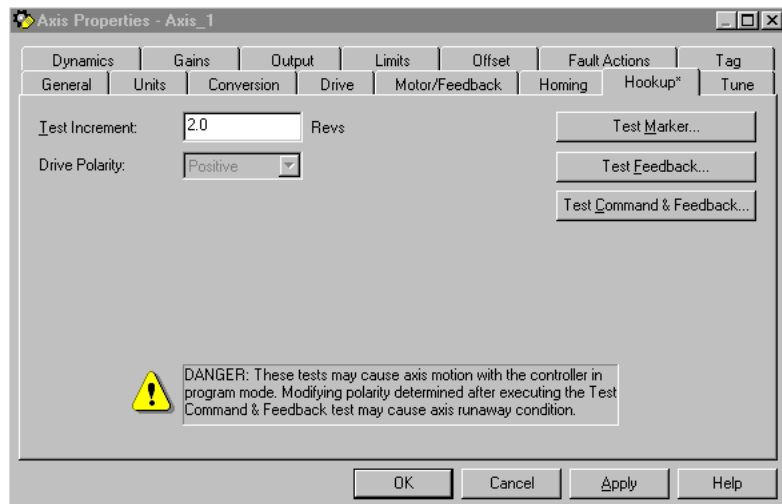 Axis Properties - Axis_1
Dynamics Gains Output Limits Offset Fault Actions Tag
General Units Conversion Drive Motor/Feedback Homing Hookup* Tune
Test Increment: 2.0 Revs Test Marker...
Drive Polarity: Positive Test Feedback...
Test Command & Feedback...
DANGER: These tests may cause axis motion with the controller in
program mode. Modifying polarity determined after executing the Test
Command & Feedback test may cause axis runaway condition.
OK Cancel Apply Help